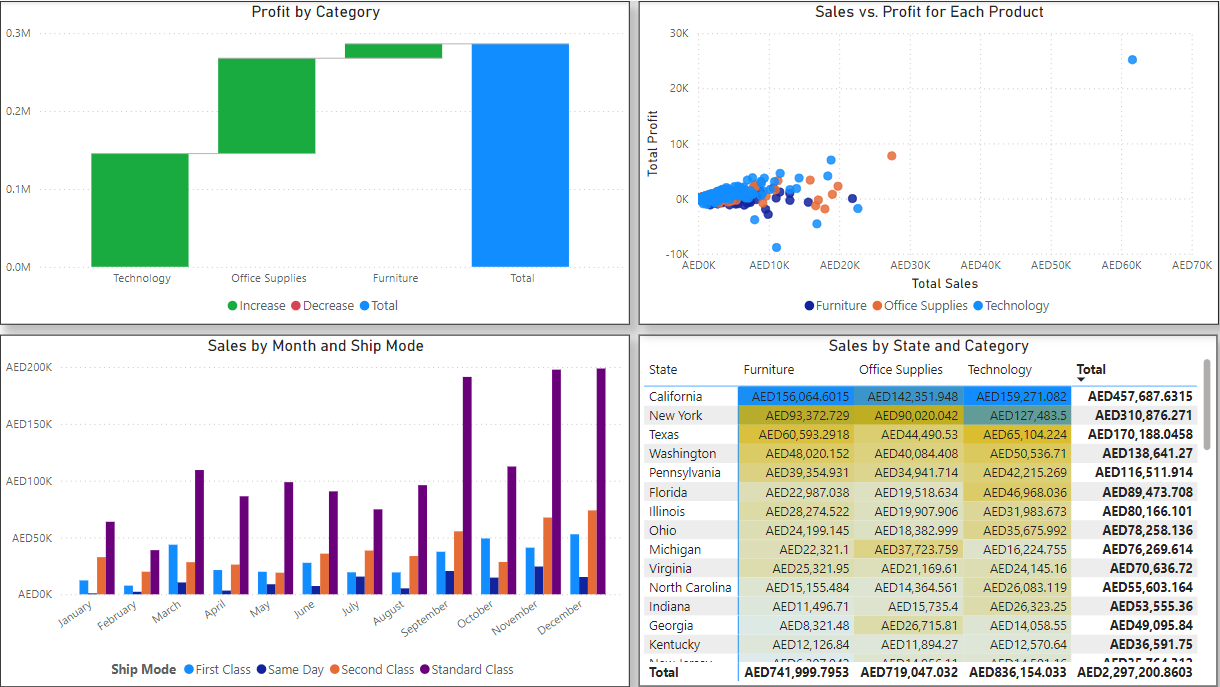 Profit by Category
0.3M
0.2M
0.1M
0.0M
Technology Office Supplies Furniture Total
Increase Decrease Total
Sales vs. Profit for Each Product
Total Profit
30K
20K
10K
0K
-10K
AED0K AED10K AED20K AED30K AED40K AED50K AED60K AED70K
Total Sales
Furniture Office Supplies Technology
Sales by Month and Ship Mode
AED200K
AED150K
AED100K
AED50K
AED0K
January February March April May June July August September October November December
Ship Mode First Class Same Day Second Class Standard Class
Sales by State and Category
State Furniture Office Supplies Technology Total
California AED156,064.6015 AED142,351.948 AED159,271.082 AED457,687.6315
New York AED93,372.729 AED90,020.042 AED127,483.5 AED310,876.271
Texas AED60,593.2918 AED44,490.53 AED65,104.224 AED170,188.0458
Washington AED48,020.152 AED40,084.408 AED50,536.71 AED138,641.27
Pennsylvania AED39,354.931 AED34,941.714 AED42,215.269 AED116,511.914
Florida AED22,987.038 AED19,518.634 AED46,968.036 AED89,473.708
Illinois AED28,274.522 AED19,907.906 AED31,983.673 AED80,166.101
Ohio AED24,199.145 AED18,382.999 AED35,675.992 AED78,258.136
Michigan AED22,321.1 AED37,723.759 AED16,224.755 AED76,269.614
Virginia AED25,321.95 AED21,169.61 AED24,145.16 AED70,636.72
North Carolina AED15,155.484 AED14,364.561 AED26,083.119 AED55,603.164
Indiana AED11,496.71 AED15,735.4 AED26,323.25 AED53,555.36
Georgia AED8,321.48 AED26,715.81 AED14,058.55 AED49,095.84
Kentucky AED12,126.84 AED11,894.27 AED12,570.64 AED36,591.75
Total AED741,999.7953 AED719,047.032 AED836,154.033 AED2,297,200.8603